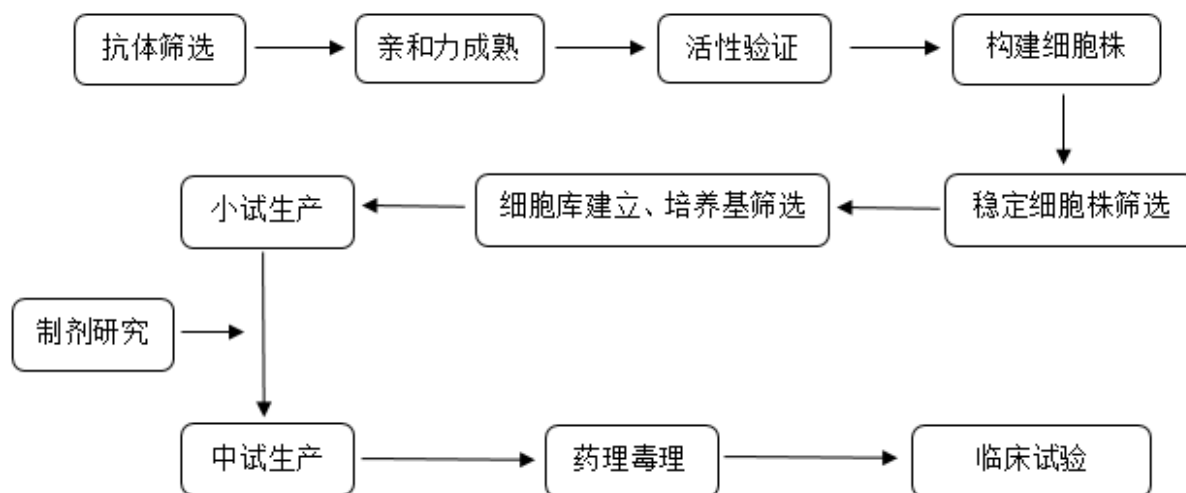 抗体筛选
亲和力成熟
活性验证
构建细胞株
稳定细胞株筛选
细胞库建立、培养基筛选
小试生产
制剂研究
中试生产
药理毒理
临床试验